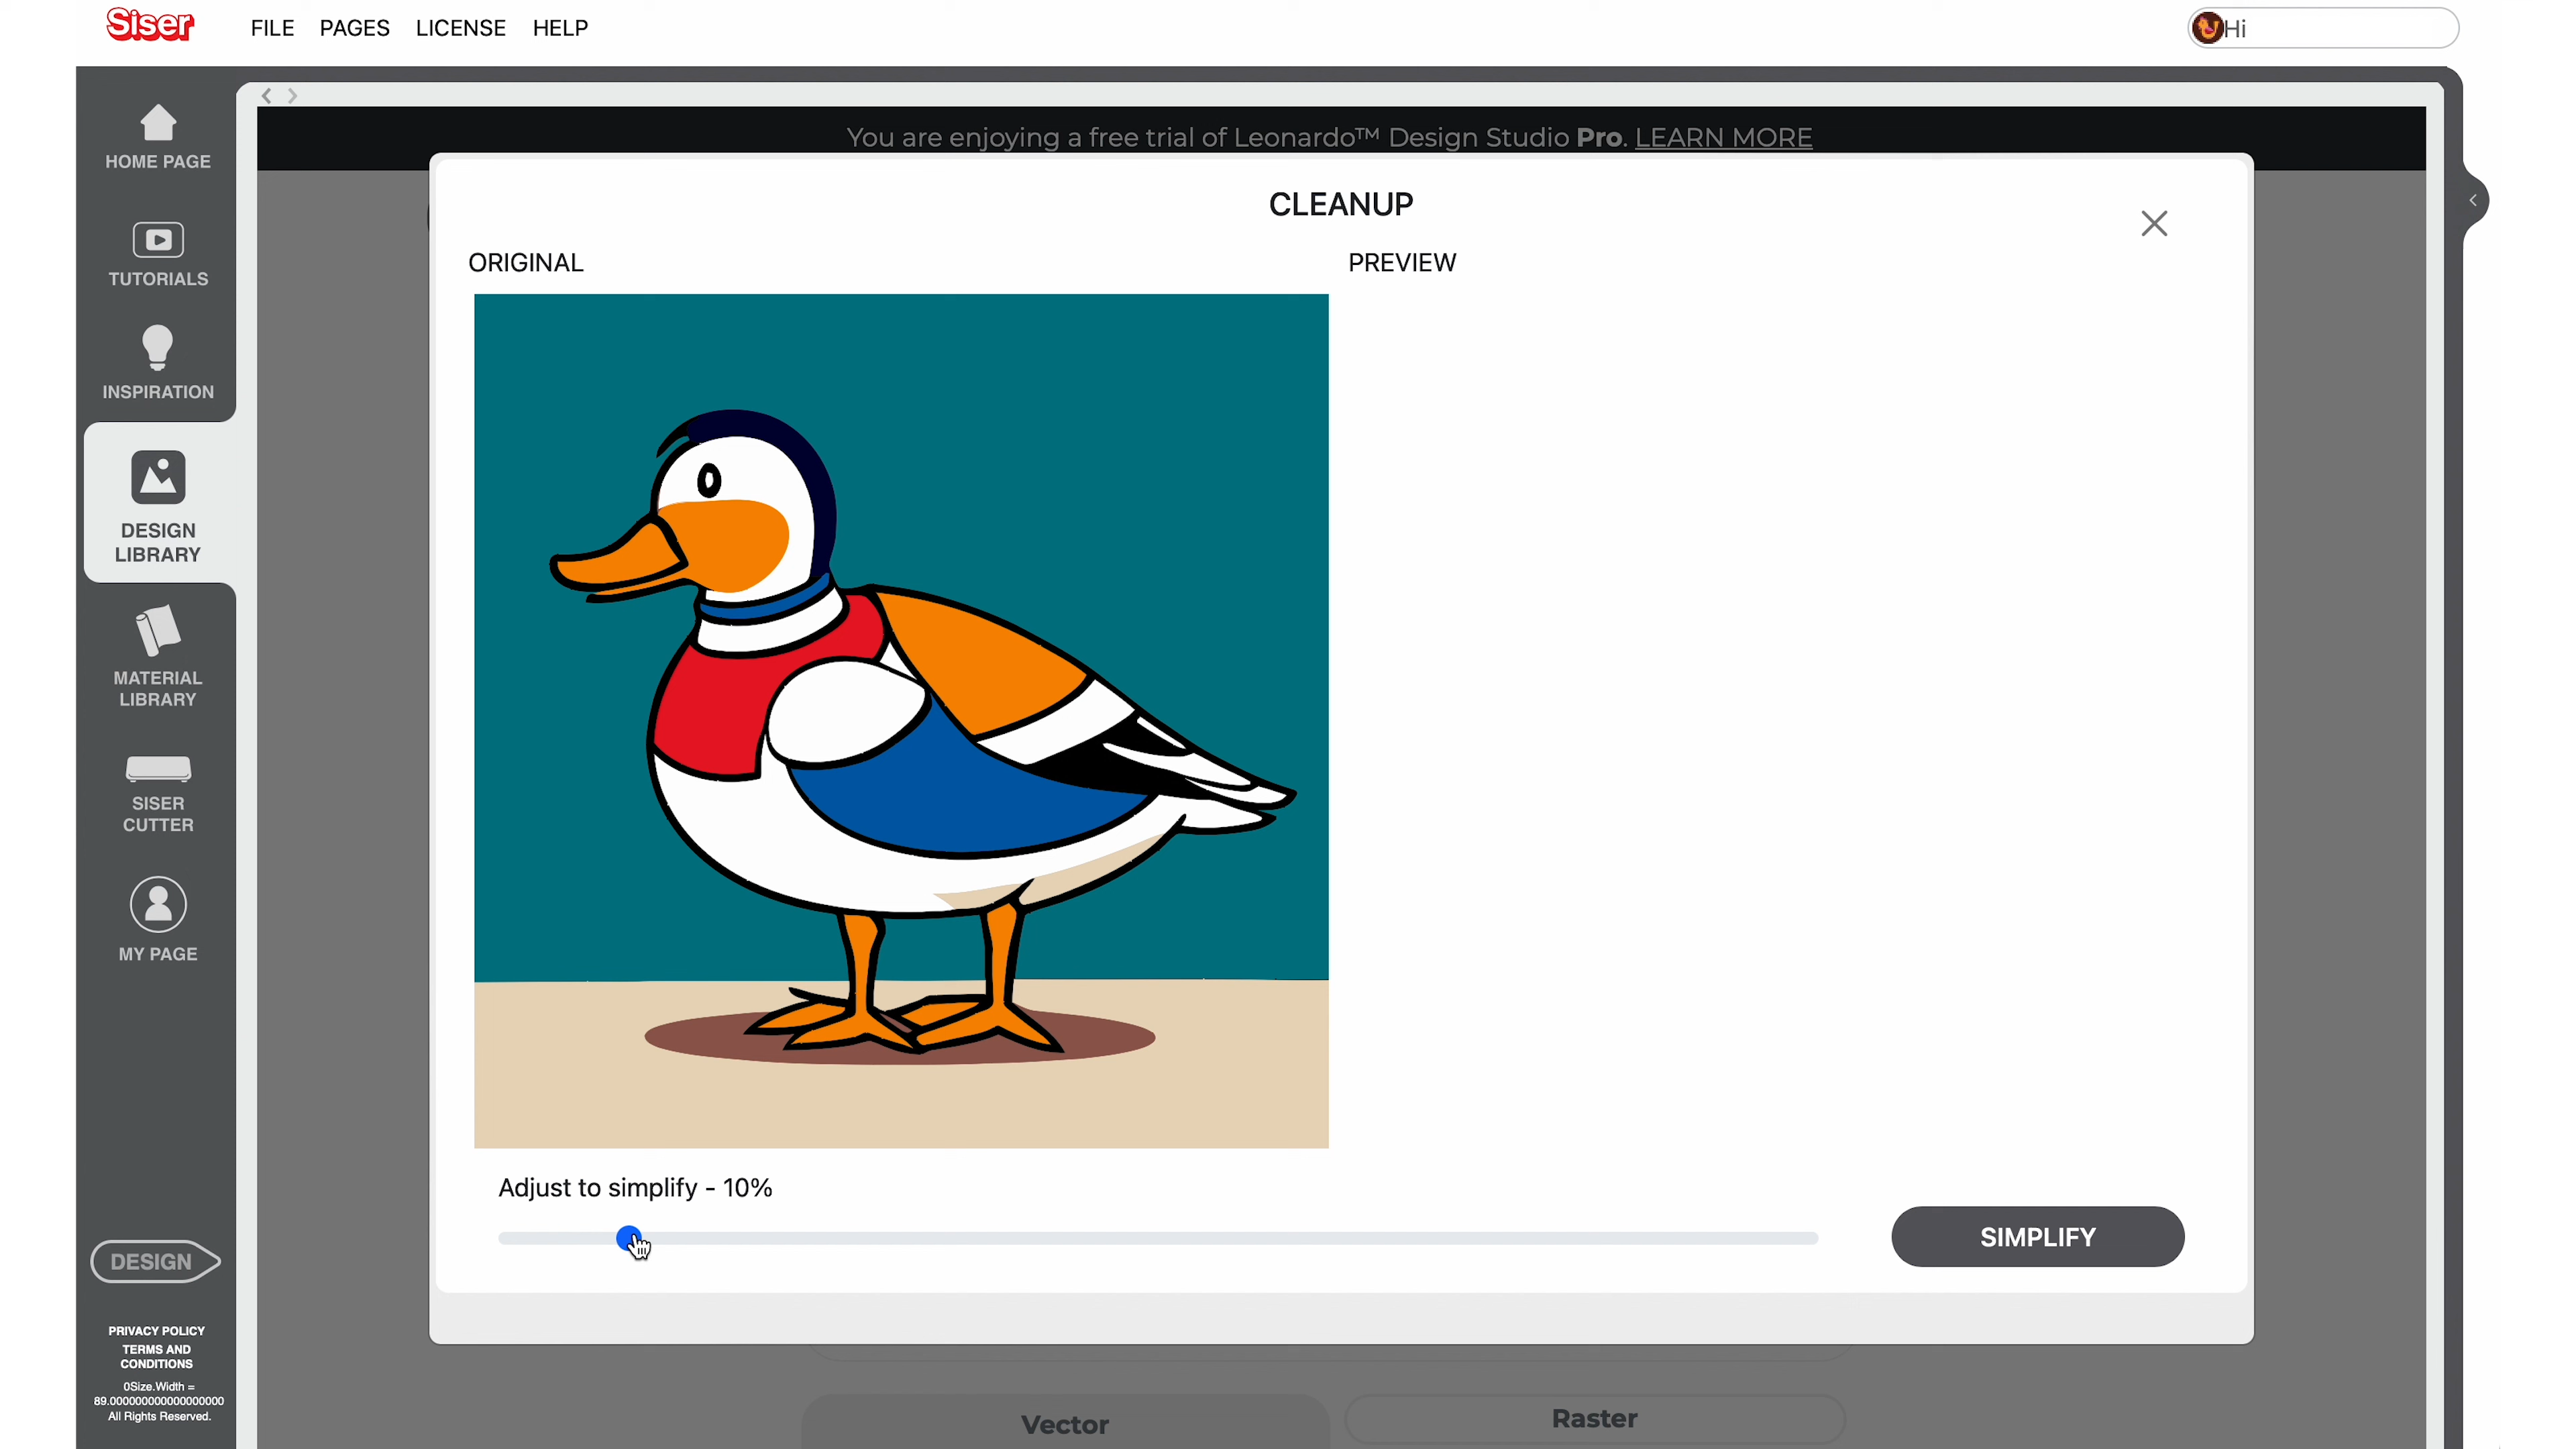 Siser
FILE PAGES LICENSE HELP
Hi
HOME PAGE
TUTORIALS
INSPIRATION
DESIGN
LIBRARY
MATERIAL
LIBRARY
SISER
CUTTER
MY PAGE
DESIGN
PRIVACY POLICY
TERMS AND
CONDITIONS
0Size.Width =
89.000000000000000000
All Rights Reserved.
You are enjoying a free trial of Leonardo™ Design Studio Pro. LEARN MORE
CLEANUP
ORIGINAL
PREVIEW
Adjust to simplify - 10%
SIMPLIFY
Vector
Raster